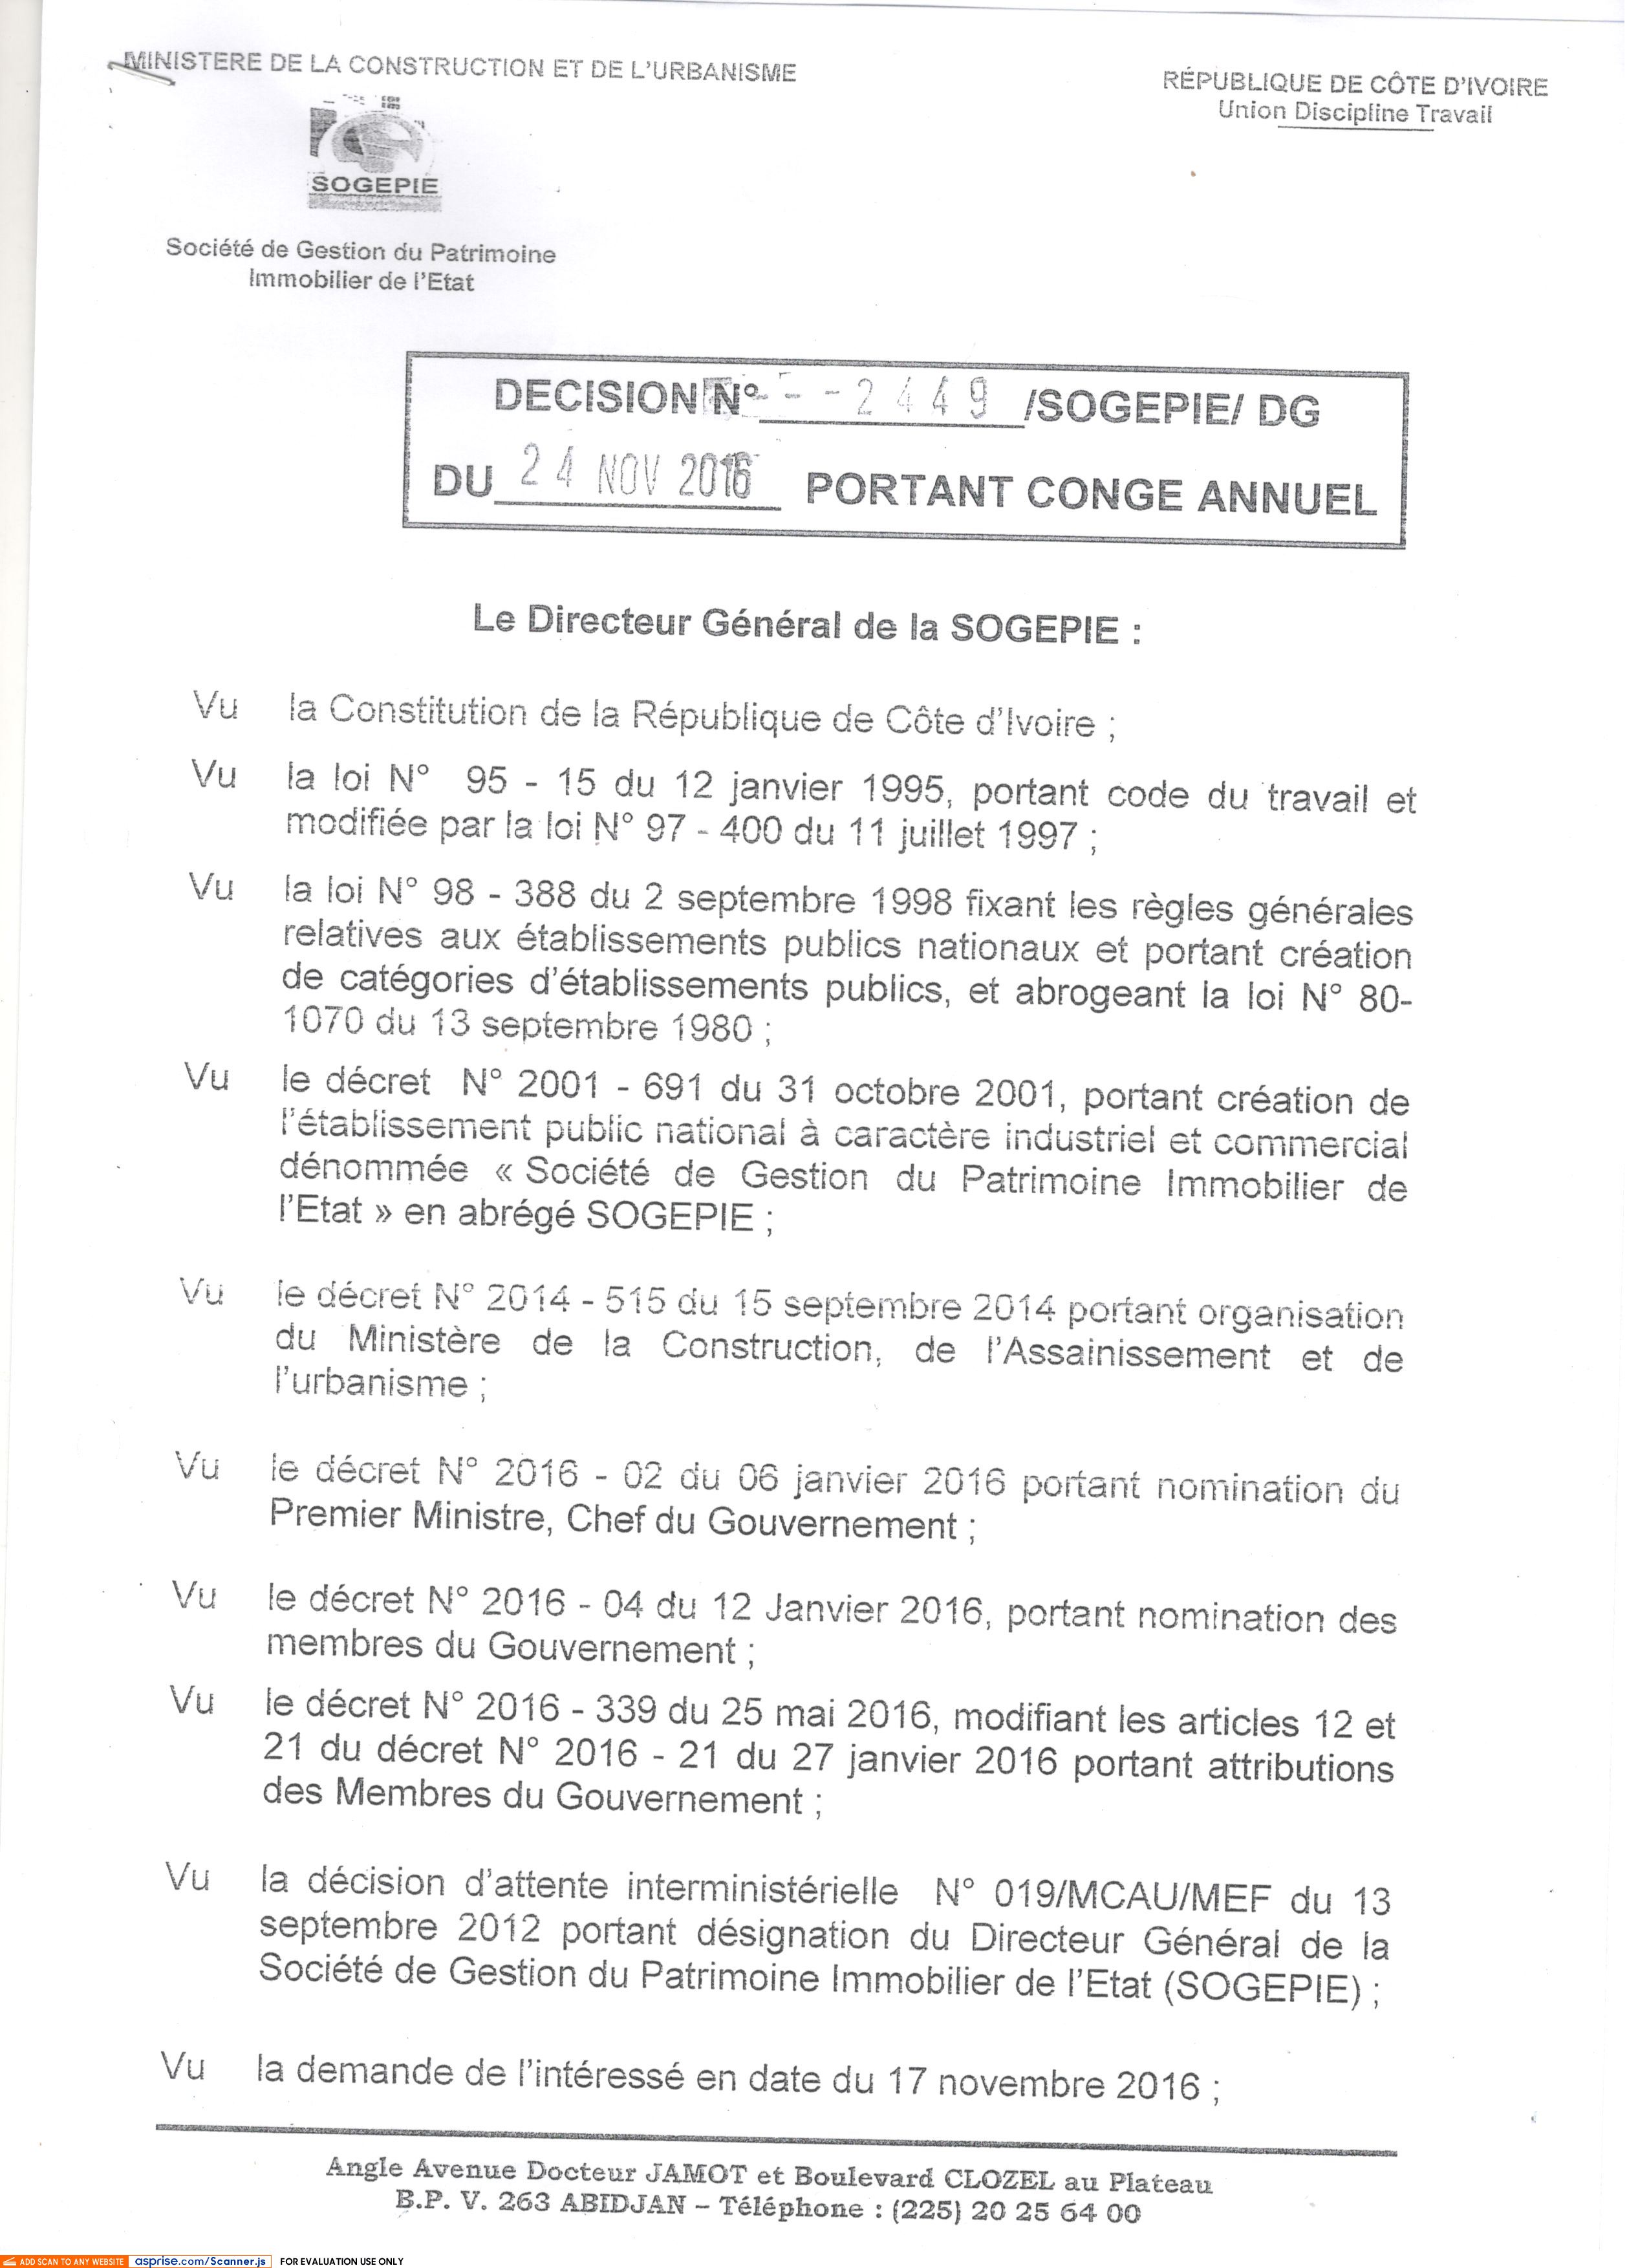 MINISTERE DE LA CONSTRUCTION ET DE L'URBANISME
RÉPUBLIQUE DE CÔTE D'IVOIRE
Union Discipline Travail
SOGEPIE
Société de Gestion du Patrimoine
Immobilier de l'Etat
DECISION N° - - 2449 /SOGEPIE/ DG
DU 24 NOV 2016 PORTANT CONGE ANNUEL
Le Directeur Général de la SOGEPIE :
Vu la Constitution de la République de Côte d'Ivoire ;
Vu la loi N° 95 - 15 du 12 janvier 1995, portant code du travail et
modifiée par la loi N° 97 - 400 du 11 juillet 1997 ;
Vu la loi N° 98 - 388 du 2 septembre 1998 fixant les règles générales
relatives aux établissements publics nationaux et portant création
de catégories d'établissements publics, et abrogeant la loi N° 80-
1070 du 13 septembre 1980 ;
Vu le décret N° 2001 - 691 du 31 octobre 2001, portant création de
l'établissement public national à caractère industriel et commercial
dénommée « Société de Gestion du Patrimoine Immobilier de
l'Etat » en abrégé SOGEPIE ;
Vu le décret N° 2014 - 515 du 15 septembre 2014 portant organisation
du Ministère de la Construction, de l'Assainissement et de
l'urbanisme ;
Vu le décret N° 2016 - 02 du 06 janvier 2016 portant nomination du
Premier Ministre, Chef du Gouvernement ;
Vu le décret N° 2016 - 04 du 12 Janvier 2016, portant nomination des
membres du Gouvernement ;
Vu le décret N° 2016 - 339 du 25 mai 2016, modifiant les articles 12 et
21 du décret N° 2016 - 21 du 27 janvier 2016 portant attributions
des Membres du Gouvernement ;
Vu la décision d'attente interministérielle N° 019/MCAU/MEF du 13
septembre 2012 portant désignation du Directeur Général de la
Société de Gestion du Patrimoine Immobilier de l'Etat (SOGEPIE) ;
Vu la demande de l'intéressé en date du 17 novembre 2016 ;
Angle Avenue Docteur JAMOT et Boulevard CLOZEL au Plateau
B.P. V. 263 ABIDJAN – Téléphone : (225) 20 25 64 00
ADD SCAN TO ANY WEBSITE asprise.com/Scanner.js FOR EVALUATION USE ONLY